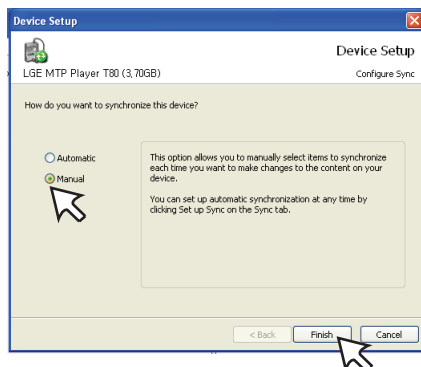 Device Setup
Device Setup
LGE MTP Player T80 (3,70GB)
Configure Sync
How do you want to synchronize this device?
Automatic
Manual
This option allows you to manually select items to synchronize
each time you want to make changes to the content on your
device.
You can set up automatic synchronization at any time by
clicking Set up Sync on the Sync tab.
< Back
Finish
Cancel